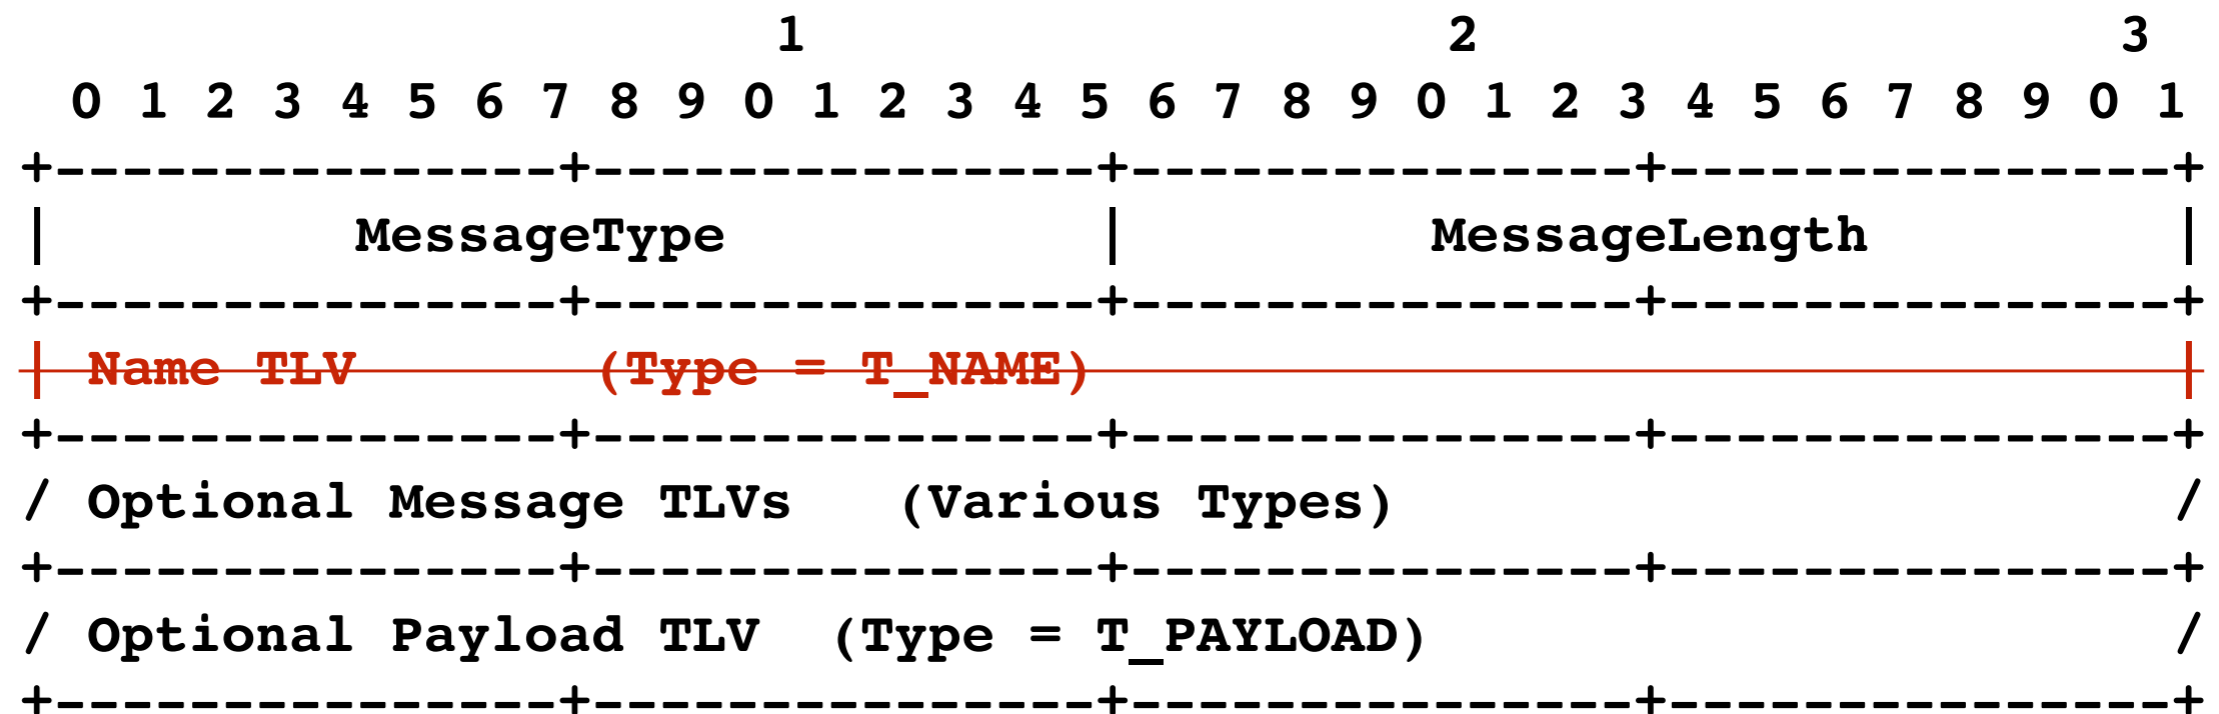 1                   2                   3
  0 1 2 3 4 5 6 7 8 9 0 1 2 3 4 5 6 7 8 9 0 1 2 3 4 5 6 7 8 9 0 1
+---------------+---------------+---------------+---------------+
|         MessageType           |         MessageLength         |
+---------------+---------------+---------------+---------------+
| Name TLV       (Type = T_NAME)                                |
+---------------+---------------+---------------+---------------+
/ Optional Message TLVs   (Various Types)                       /
+---------------+---------------+---------------+---------------+
/ Optional Payload TLV  (Type = T_PAYLOAD)                      /
+---------------+---------------+---------------+---------------+